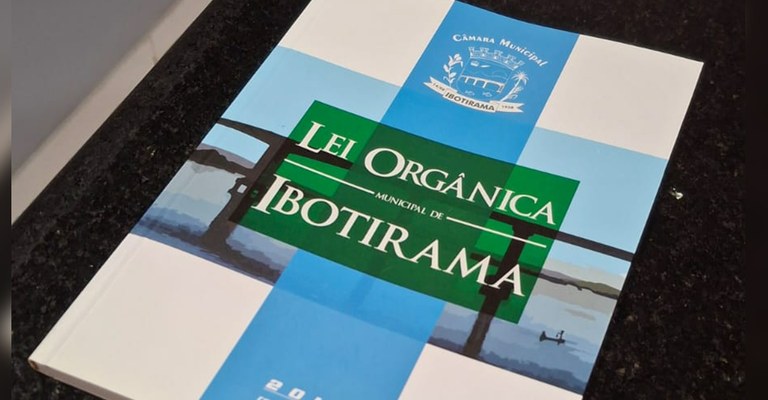 CÂMARA MUNICIPAL
IBOTIRAMA
LEI ORGÂNICA
MUNICIPAL DE
IBOTIRAMA